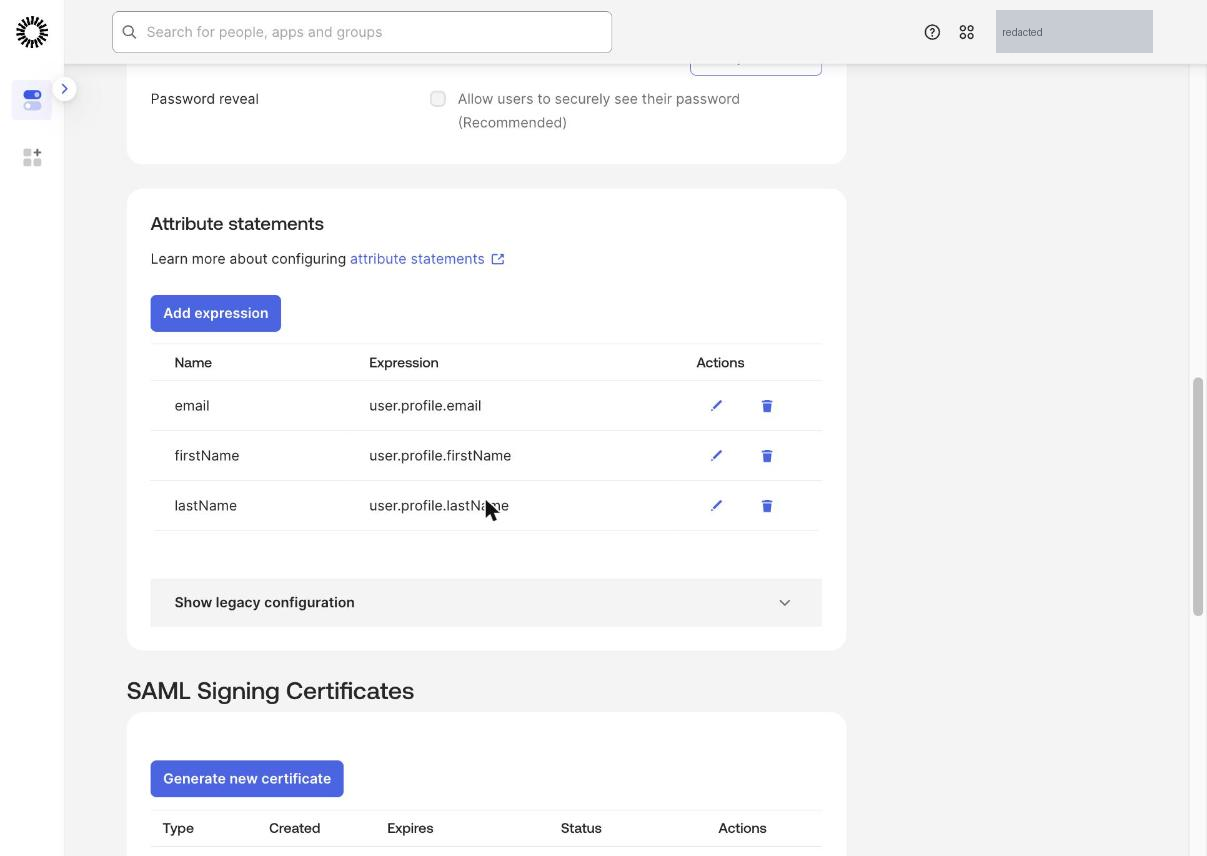 Search for people, apps and groups
redacted
Password reveal
Allow users to securely see their password
(Recommended)
Attribute statements
Learn more about configuring attribute statements
Add expression
Name Expression Actions
email user.profile.email
firstName user.profile.firstName
lastName user.profile.lastName
Show legacy configuration
SAML Signing Certificates
Generate new certificate
Type Created Expires Status Actions